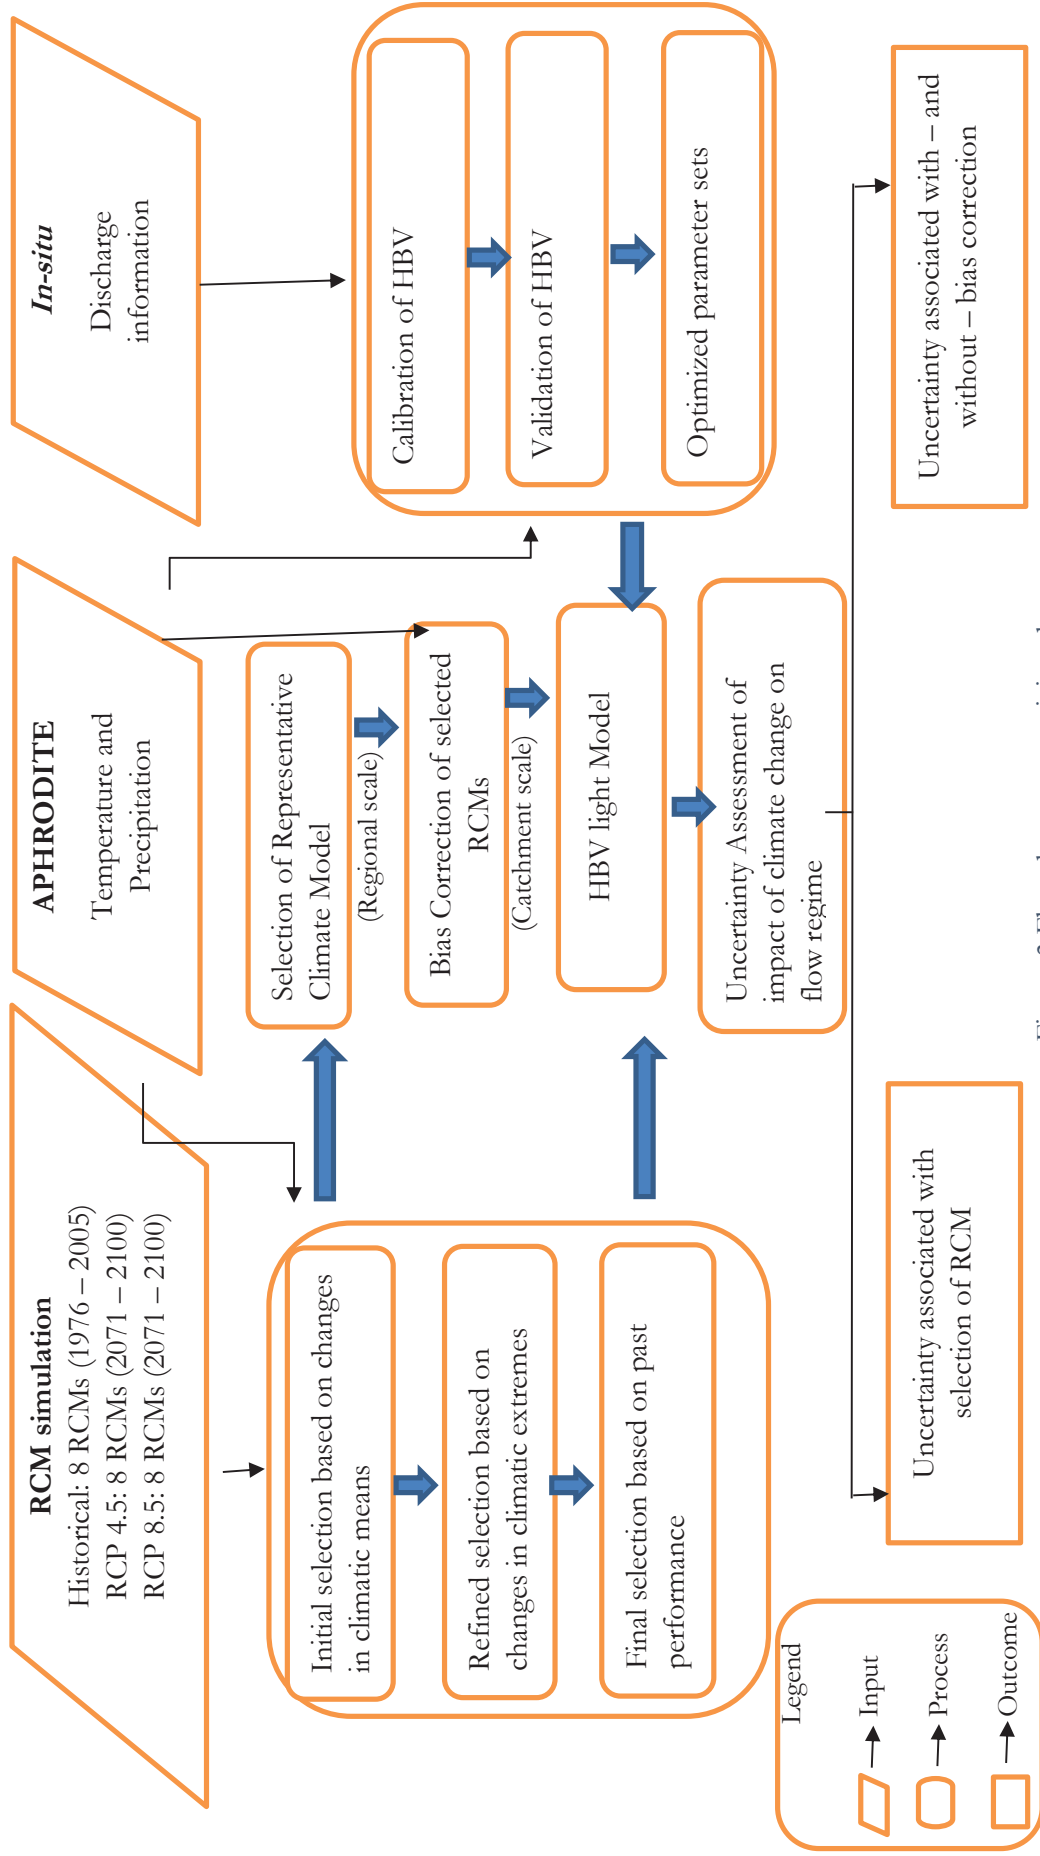 RCM simulation
Historical: 8 RCMs (1976 – 2005)
RCP 4.5: 8 RCMs (2071 – 2100)
RCP 8.5: 8 RCMs (2071 – 2100)
APHRODITE
Temperature and
Precipitation
In-situ
Discharge
information
Initial selection based on changes
in climatic means
Refined selection based on
changes in climatic extremes
Final selection based on past
performance
Selection of Representative
Climate Model
(Regional scale)
Bias Correction of selected
RCMs
(Catchment scale)
HBV light Model
Uncertainty Assessment of
impact of climate change on
flow regime
Calibration of HBV
Validation of HBV
Optimized parameter sets
Uncertainty associated with
selection of RCM
Uncertainty associated with – and
without – bias correction
Legend
Input
Process
Outcome